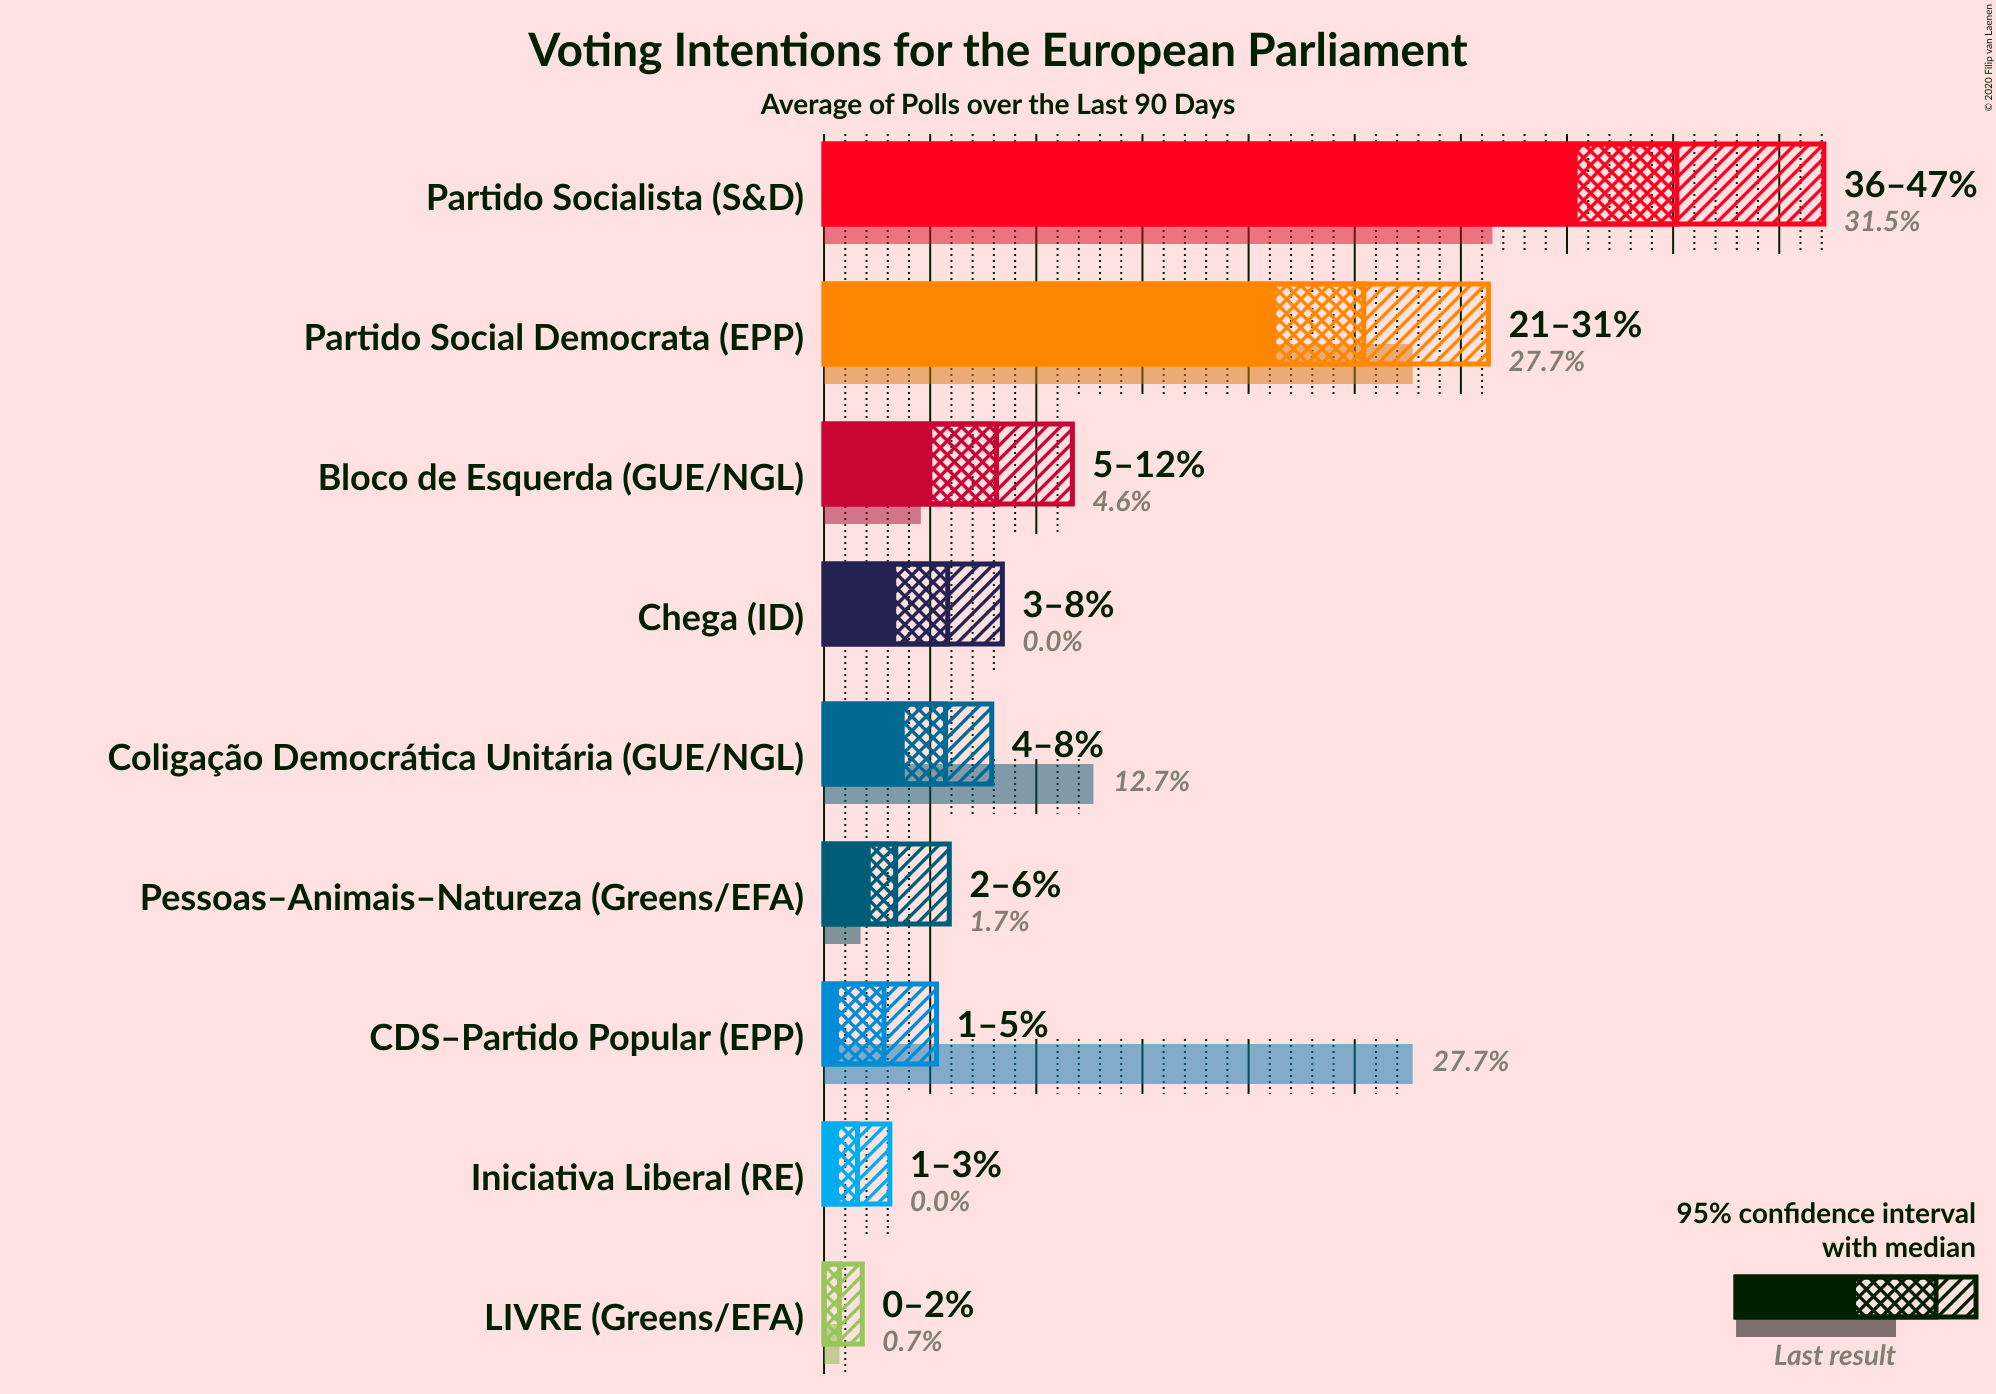 Voting Intentions for the European Parliament
Average of Polls over the Last 90 Days
© 2020 Filip van Laenen
Partido Socialista (S&D)
36–47%
31.5%
Partido Social Democrata (EPP)
21–31%
27.7%
Bloco de Esquerda (GUE/NGL)
5–12%
4.6%
Chega (ID)
3–8%
0.0%
Coligação Democrática Unitária (GUE/NGL)
4–8%
12.7%
Pessoas–Animais–Natureza (Greens/EFA)
2–6%
1.7%
CDS–Partido Popular (EPP)
1–5%
27.7%
Iniciativa Liberal (RE)
1–3%
0.0%
LIVRE (Greens/EFA)
0–2%
0.7%
95% confidence interval
with median
Last result